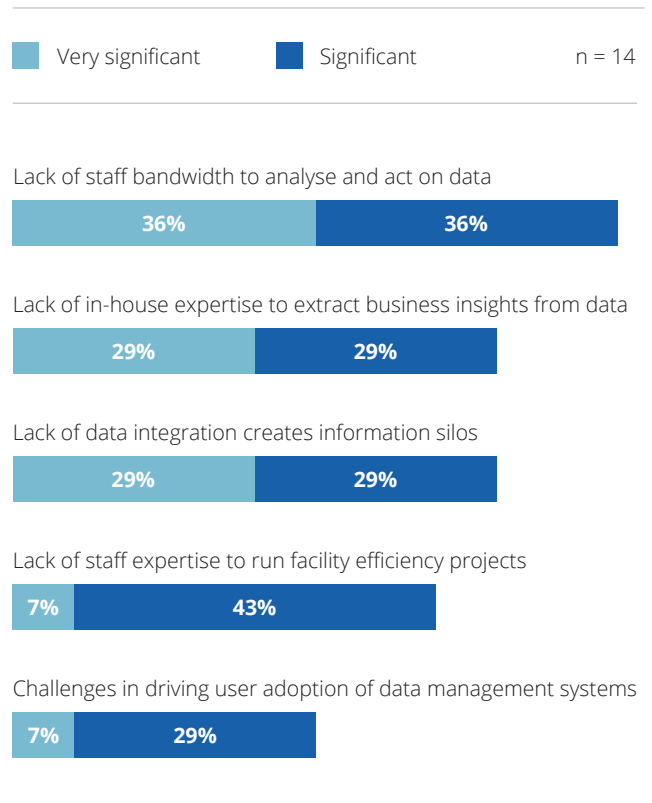 Very significant Significant n = 14
Lack of staff bandwidth to analyse and act on data
36% 36%
Lack of in-house expertise to extract business insights from data
29% 29%
Lack of data integration creates information silos
29% 29%
Lack of staff expertise to run facility efficiency projects
7% 43%
Challenges in driving user adoption of data management systems
7% 29%